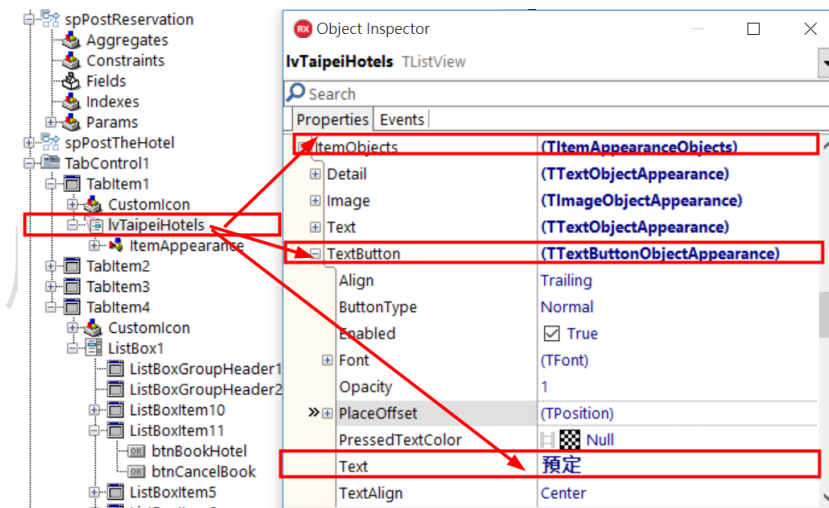 spPostReservation
Aggregates
Constraints
Fields
Indexes
Params
spPostTheHotel
TabControl1
TabItem1
CustomIcon
lvTaipeiHotels
ItemAppearance
TabItem2
TabItem3
TabItem4
CustomIcon
ListBox1
ListBoxGroupHeader1
ListBoxGroupHeader2
ListBoxItem10
ListBoxItem11
btnBookHotel
btnCancelBook
ListBoxItem5
RX Object Inspector
lvTaipeiHotels TListView
Search
Properties Events
ItemObjects (TItemAppearanceObjects)
Detail (TTextObjectAppearance)
Image (TImageObjectAppearance)
Text (TTextObjectAppearance)
TextButton (TTextButtonObjectAppearance)
Align Trailing
ButtonType Normal
Enabled True
Font (TFont)
Opacity 1
PlaceOffset (TPosition)
PressedTextColor Null
Text 預定
TextAlign Center